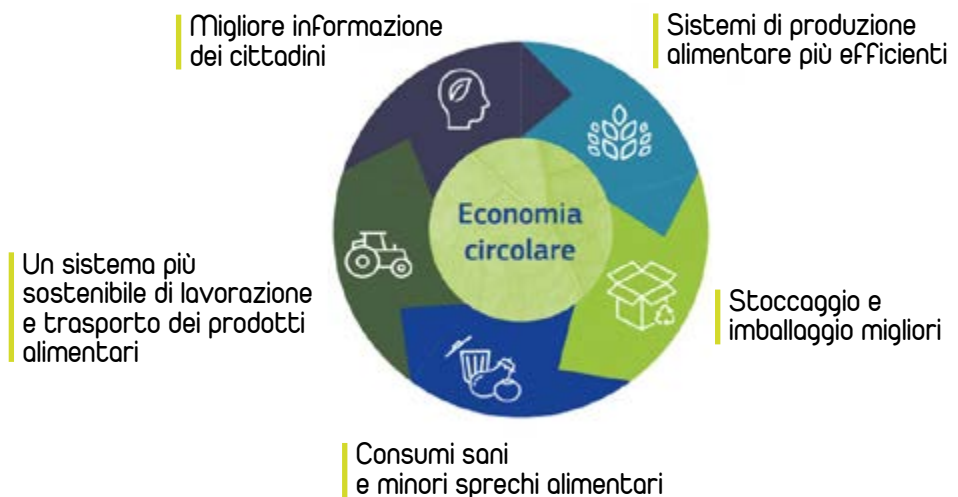 Migliore informazione
dei cittadini
Sistemi di produzione
alimentare più efficienti
Economia
circolare
Un sistema più
sostenibile di lavorazione
e trasporto dei prodotti
alimentari
Stoccaggio e
imballaggio migliori
Consumi sani
e minori sprechi alimentari